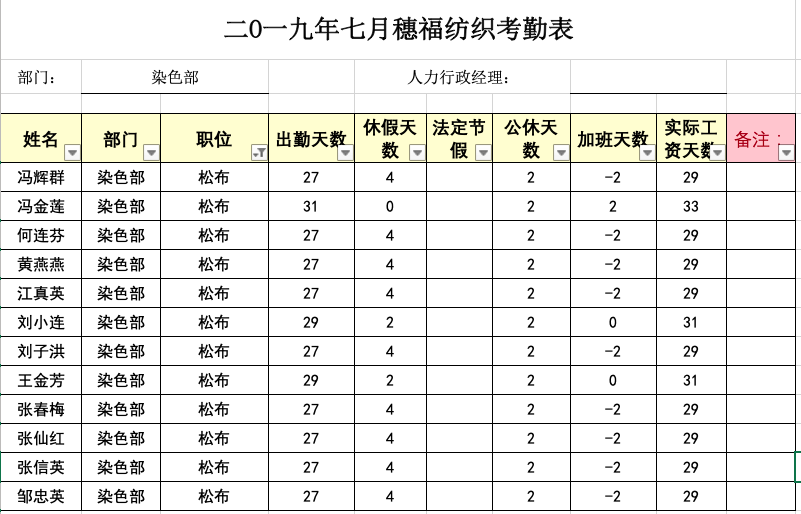 二0一九年七月穗福纺织考勤表
部门： 染色部 人力行政经理：
姓名 部门 职位 出勤天数 休假天数 法定节假 公休天数 加班天数 实际工资天数 备注：
冯辉群 染色部 松布 27 4 2 -2 29
冯金莲 染色部 松布 31 0 2 2 33
何连芬 染色部 松布 27 4 2 -2 29
黄燕燕 染色部 松布 27 4 2 -2 29
江真英 染色部 松布 27 4 2 -2 29
刘小连 染色部 松布 29 2 2 0 31
刘子洪 染色部 松布 27 4 2 -2 29
王金芳 染色部 松布 29 2 2 0 31
张春梅 染色部 松布 27 4 2 -2 29
张仙红 染色部 松布 27 4 2 -2 29
张信英 染色部 松布 27 4 2 -2 29
邹忠英 染色部 松布 27 4 2 -2 29